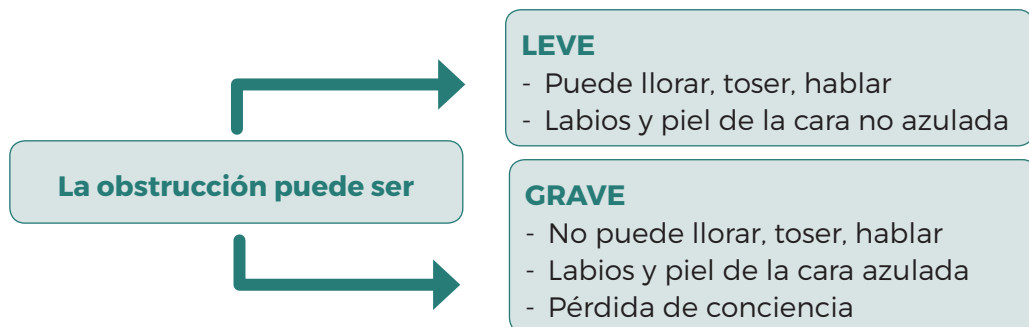 La obstrucción puede ser
LEVE
- Puede llorar, toser, hablar
- Labios y piel de la cara no azulada
GRAVE
- No puede llorar, toser, hablar
- Labios y piel de la cara azulada
- Pérdida de conciencia